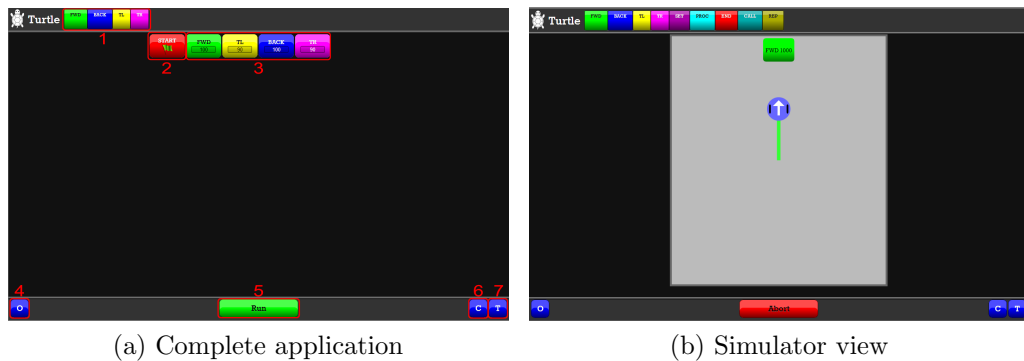 Turtle FWD BACK TL TR
1
START FWD TL BACK TR
100 90 100 90
2 3
4 5 6 7
O Run C T
(a) Complete application
Turtle FWD BACK TL TR SET PROC END CALL REP
FWD 1000
O Abort C T
(b) Simulator view